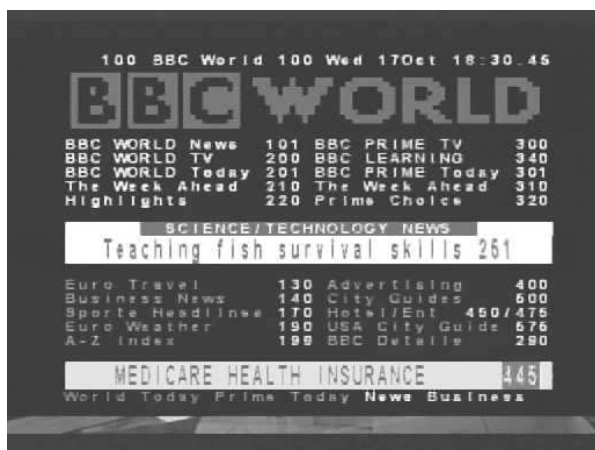 100 BBC World 100 Wed 17Oct 18:30.45
BBC WORLD
BBC WORLD News 101 BBC PRIME TV 300
BBC WORLD TV 200 BBC LEARNING 340
BBC WORLD Today 201 BBC PRIME Today 301
The Week Ahead 210 The Week Ahead 310
Highlights 220 Prime Choice 320
SCIENCE/TECHNOLOGY NEWS
Teaching fish survival skills 261
Euro Travel 130 Advertising 400
Business News 140 City Guides 600
Sports Headlines 170 Hotel/Ent 450/475
Euro Weather 190 USA City Guide 575
A-Z Index 199 BBC Details 290
MEDICARE HEALTH INSURANCE 445
World Today Prime Today News Business